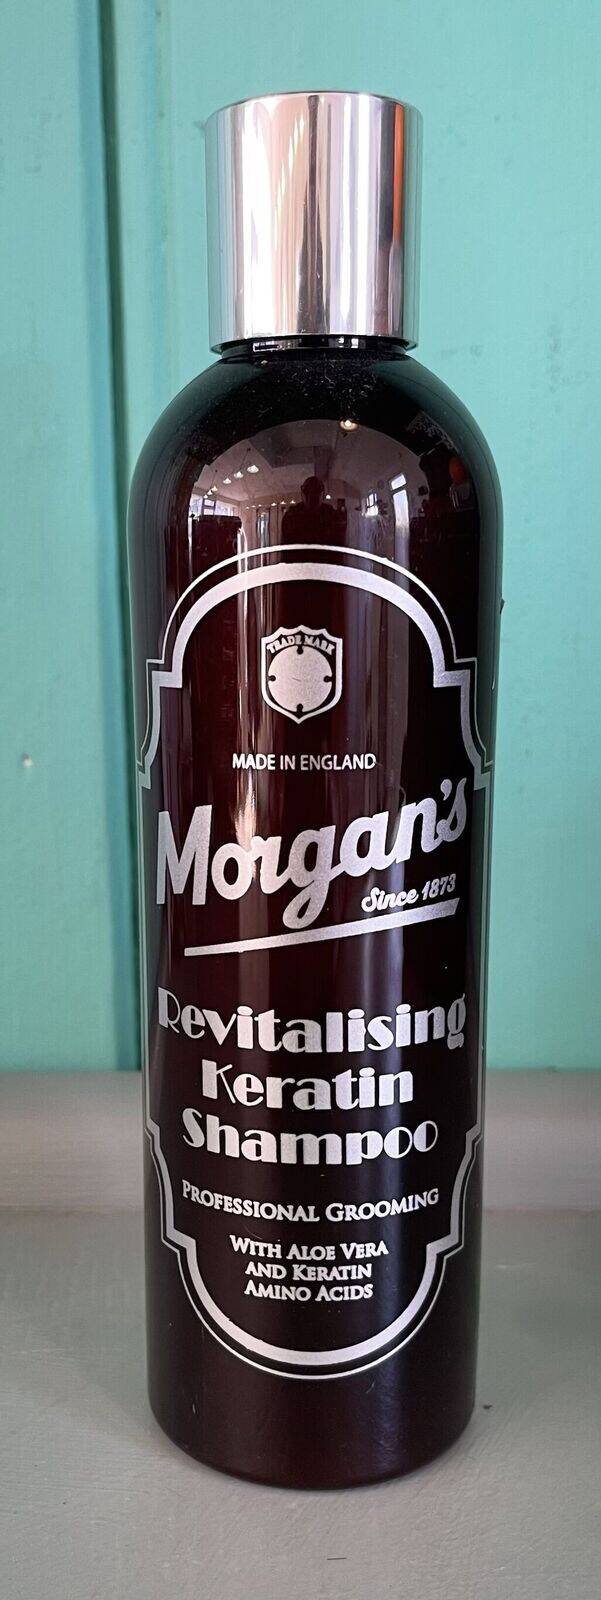 TRADE MARK
MADE IN ENGLAND
Morgan's
Since 1873
Revitalising
Keratin
Shampoo
PROFESSIONAL GROOMING
WITH ALOE VERA
AND KERATIN
AMINO ACIDS